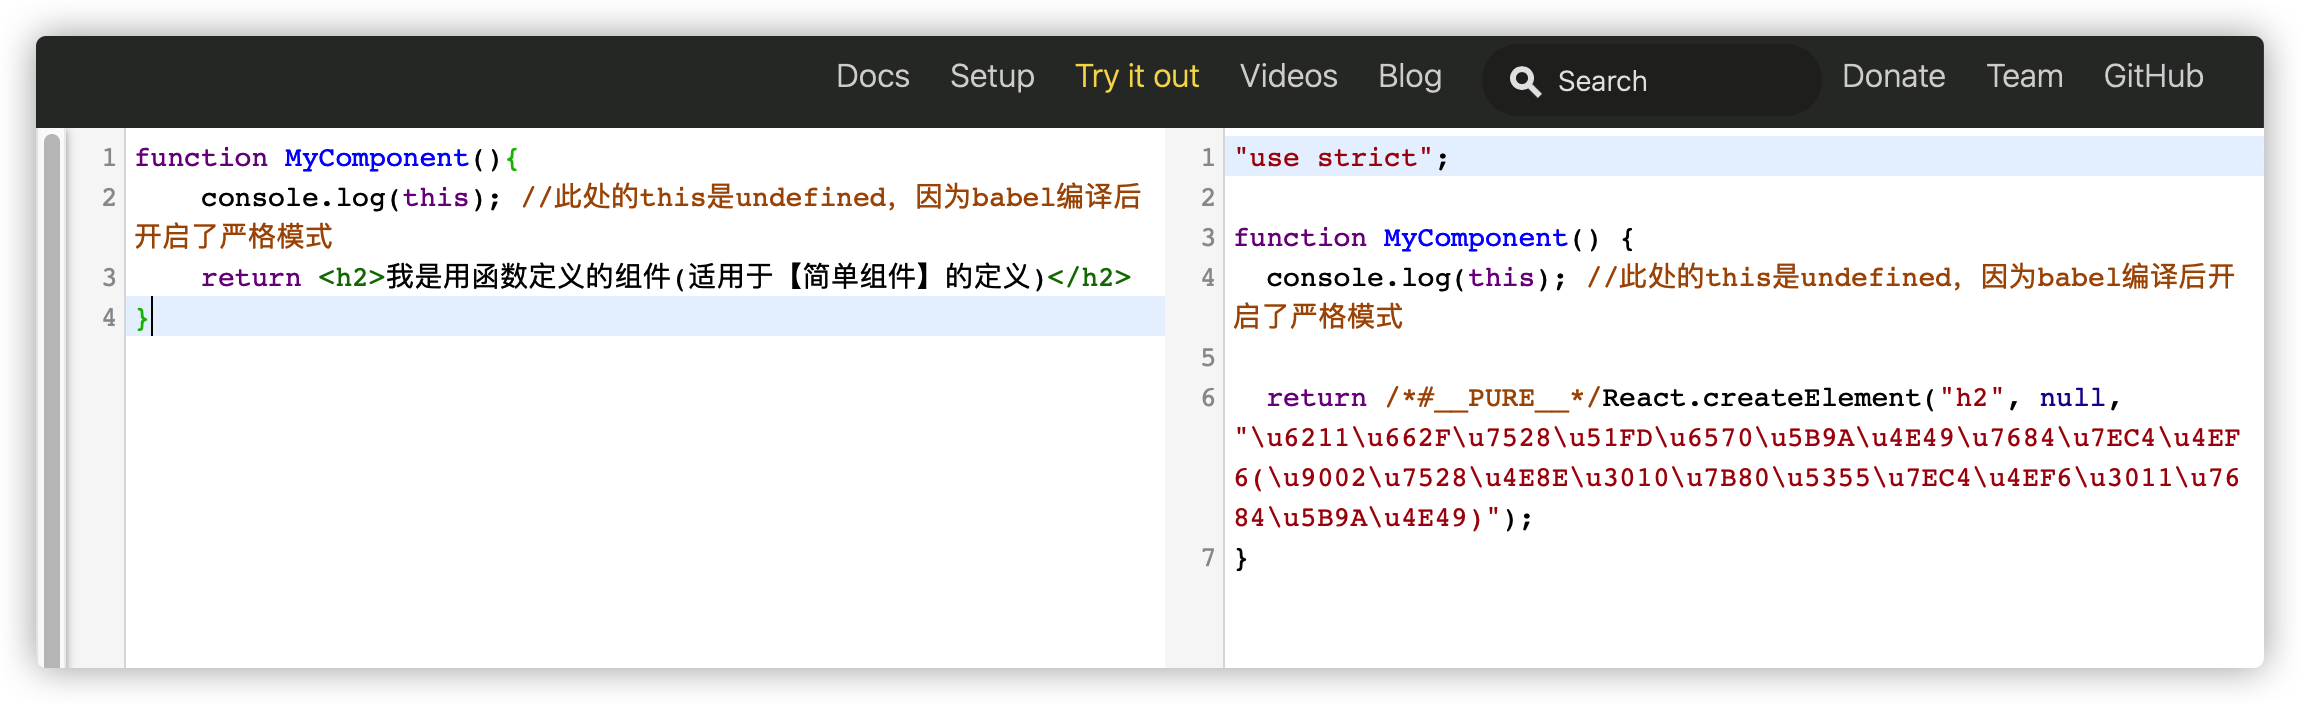 Docs Setup Try it out Videos Blog Search Donate Team GitHub
1 function MyComponent(){
2     console.log(this); //此处的this是undefined，因为babel编译后
开启了严格模式
3     return <h2>我是用函数定义的组件(适用于【简单组件】的定义)</h2>
4 }
1 "use strict";
2
3 function MyComponent() {
4   console.log(this); //此处的this是undefined，因为babel编译后开
启了严格模式
5
6   return /*#__PURE__*/React.createElement("h2", null,
"\u6211\u662F\u7528\u51FD\u6570\u5B9A\u4E49\u7684\u7EC4\u4EF
6(\u9002\u7528\u4E8E\u3010\u7B80\u5355\u7EC4\u4EF6\u3011\u76
84\u5B9A\u4E49)");
7 }